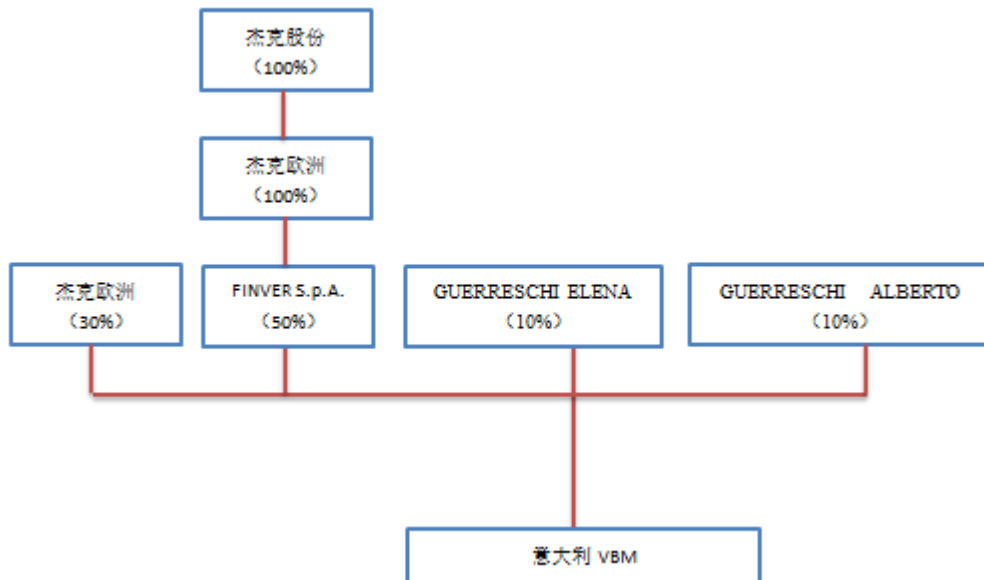 杰克股份
（100%）
杰克欧洲
（100%）
杰克欧洲
（30%）
FINVER S.p.A.
（50%）
GUERRESCHI ELENA
（10%）
GUERRESCHI ALBERTO
（10%）
意大利 VBM